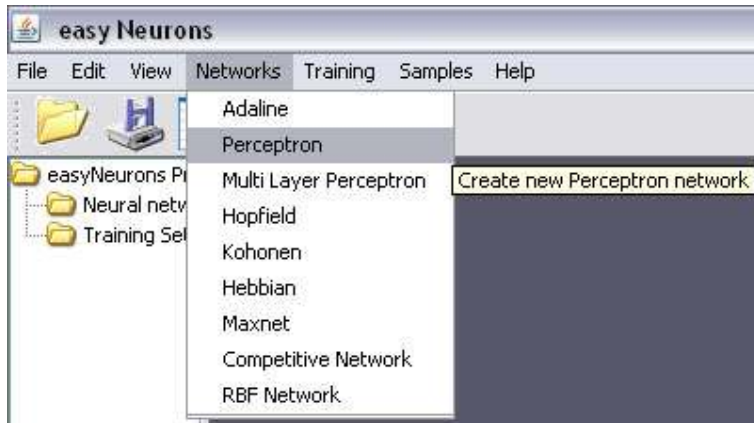 easy Neurons
File Edit View Networks Training Samples Help
Adaline
Perceptron
easyNeurons
Multi Layer Perceptron
Create new Perceptron network
Neural
Hopfield
Training
Kohonen
Hebbian
Maxnet
Competitive Network
RBF Network